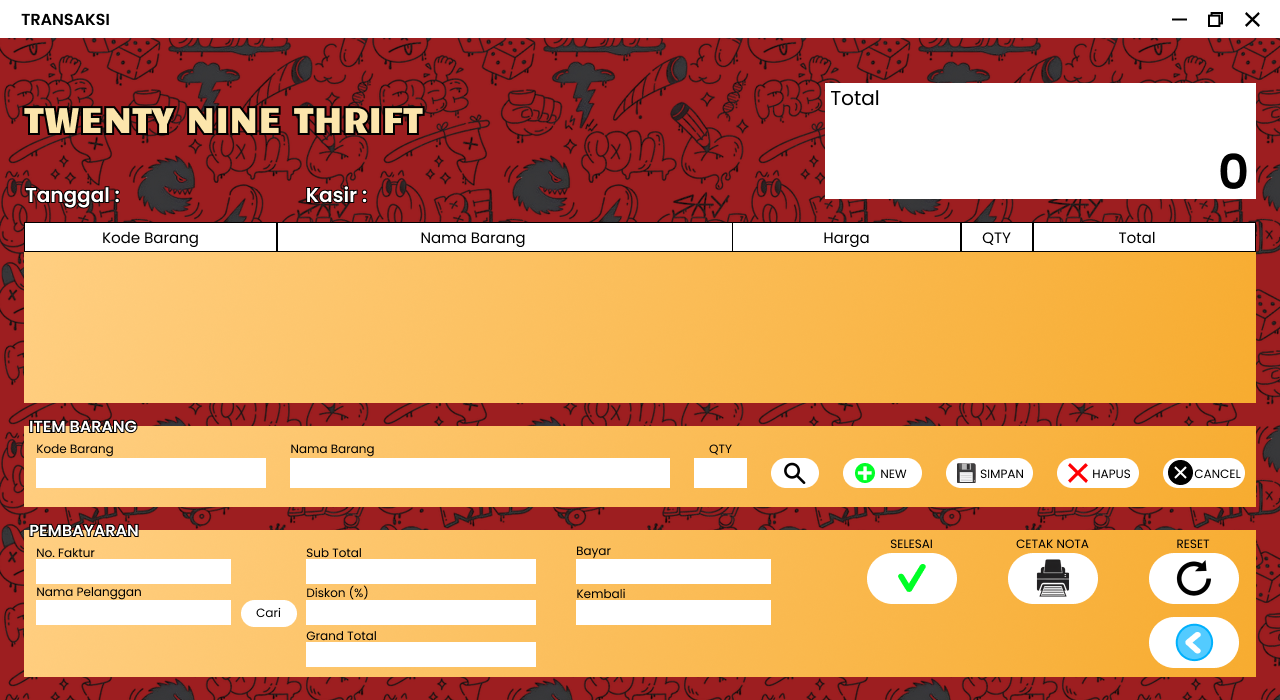 TRANSAKSI
TWENTY NINE THRIFT
Total
0
Tanggal :
Kasir :
Kode Barang
Nama Barang
Harga
QTY
Total
ITEM BARANG
Kode Barang
Nama Barang
QTY
NEW
SIMPAN
HAPUS
CANCEL
PEMBAYARAN
No. Faktur
Sub Total
Bayar
SELESAI
CETAK NOTA
RESET
Nama Pelanggan
Cari
Diskon (%)
Kembali
Grand Total